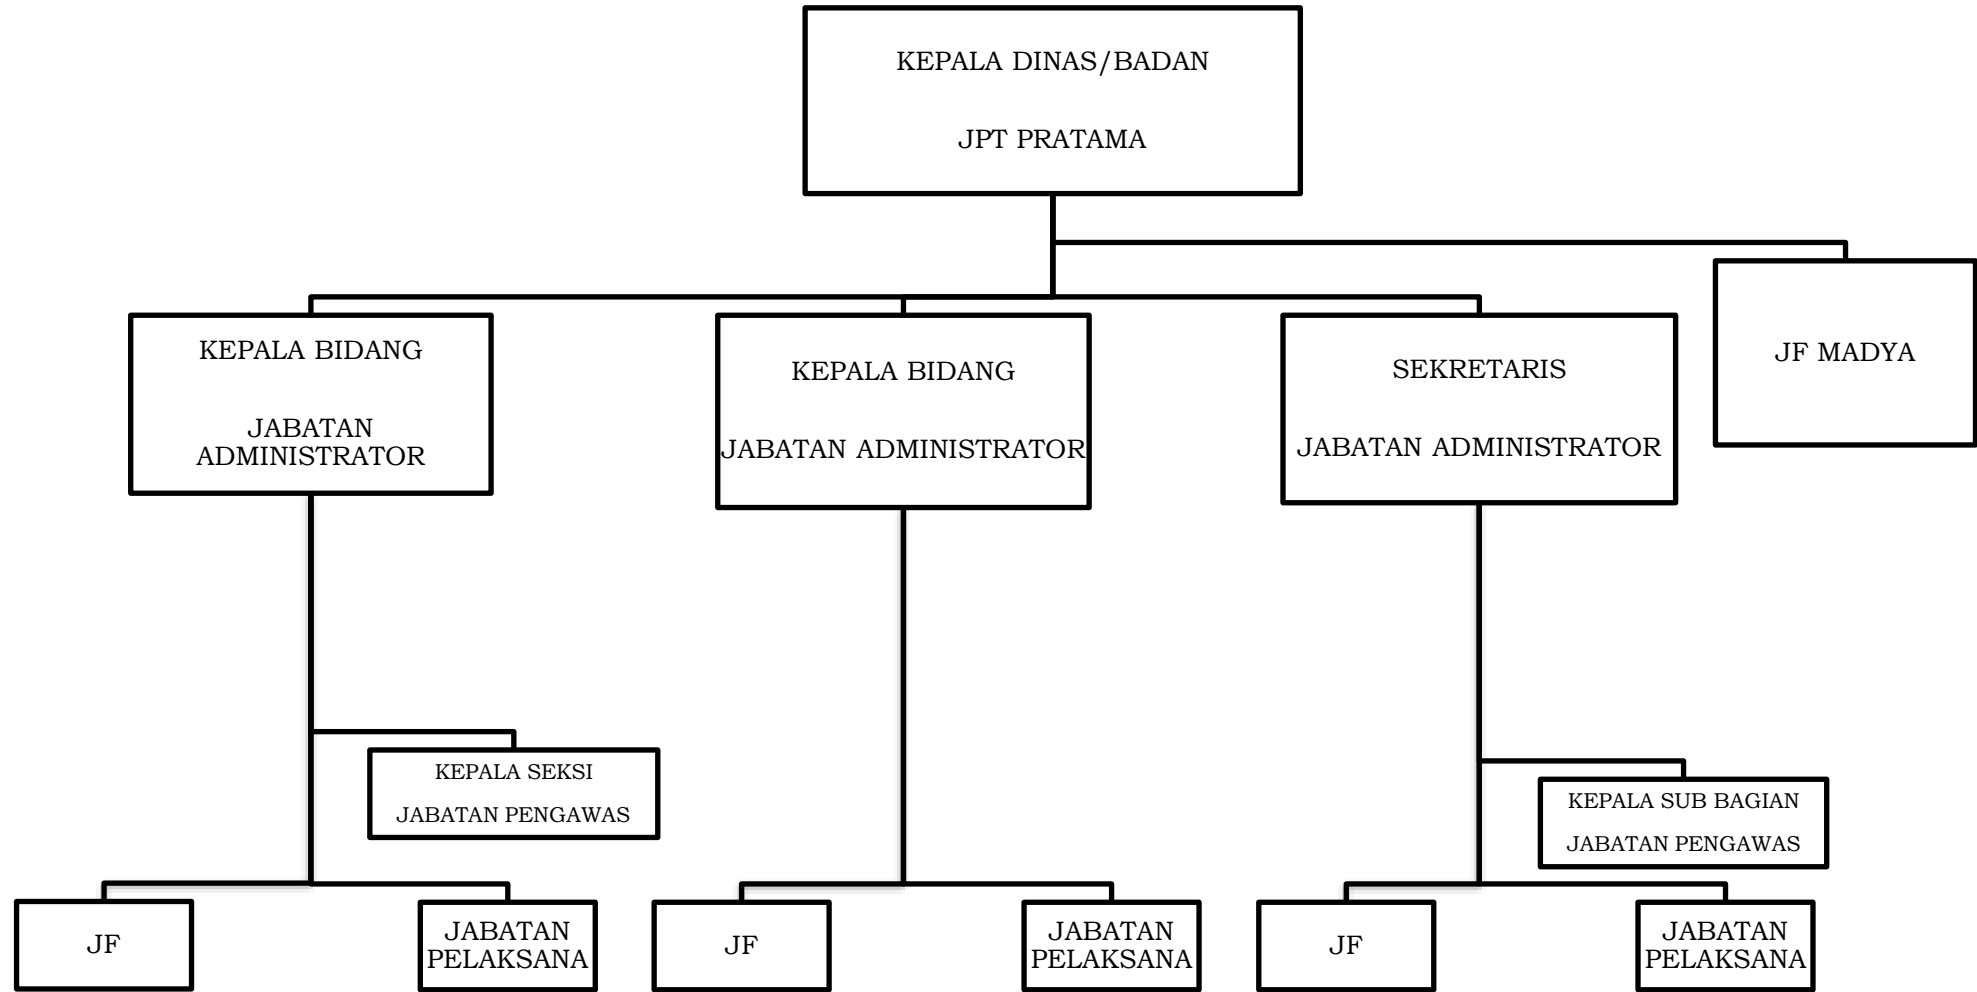 KEPALA DINAS/BADAN
JPT PRATAMA
KEPALA BIDANG
JABATAN
ADMINISTRATOR
KEPALA BIDANG
JABATAN ADMINISTRATOR
SEKRETARIS
JABATAN ADMINISTRATOR
JF MADYA
KEPALA SEKSI
JABATAN PENGAWAS
KEPALA SUB BAGIAN
JABATAN PENGAWAS
JF
JABATAN
PELAKSANA
JF
JABATAN
PELAKSANA
JF
JABATAN
PELAKSANA